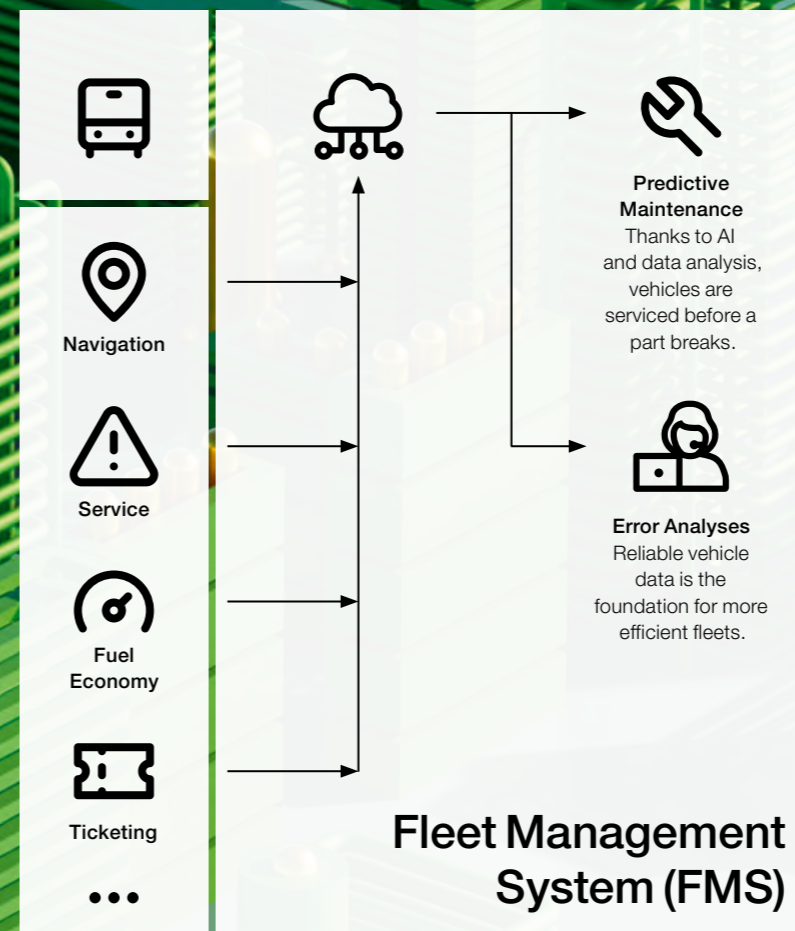 Navigation
Service
Fuel
Economy
Ticketing
Predictive
Maintenance
Thanks to AI
and data analysis,
vehicles are
serviced before a
part breaks.
Error Analyses
Reliable vehicle
data is the
foundation for more
efficient fleets.
Fleet Management
System (FMS)